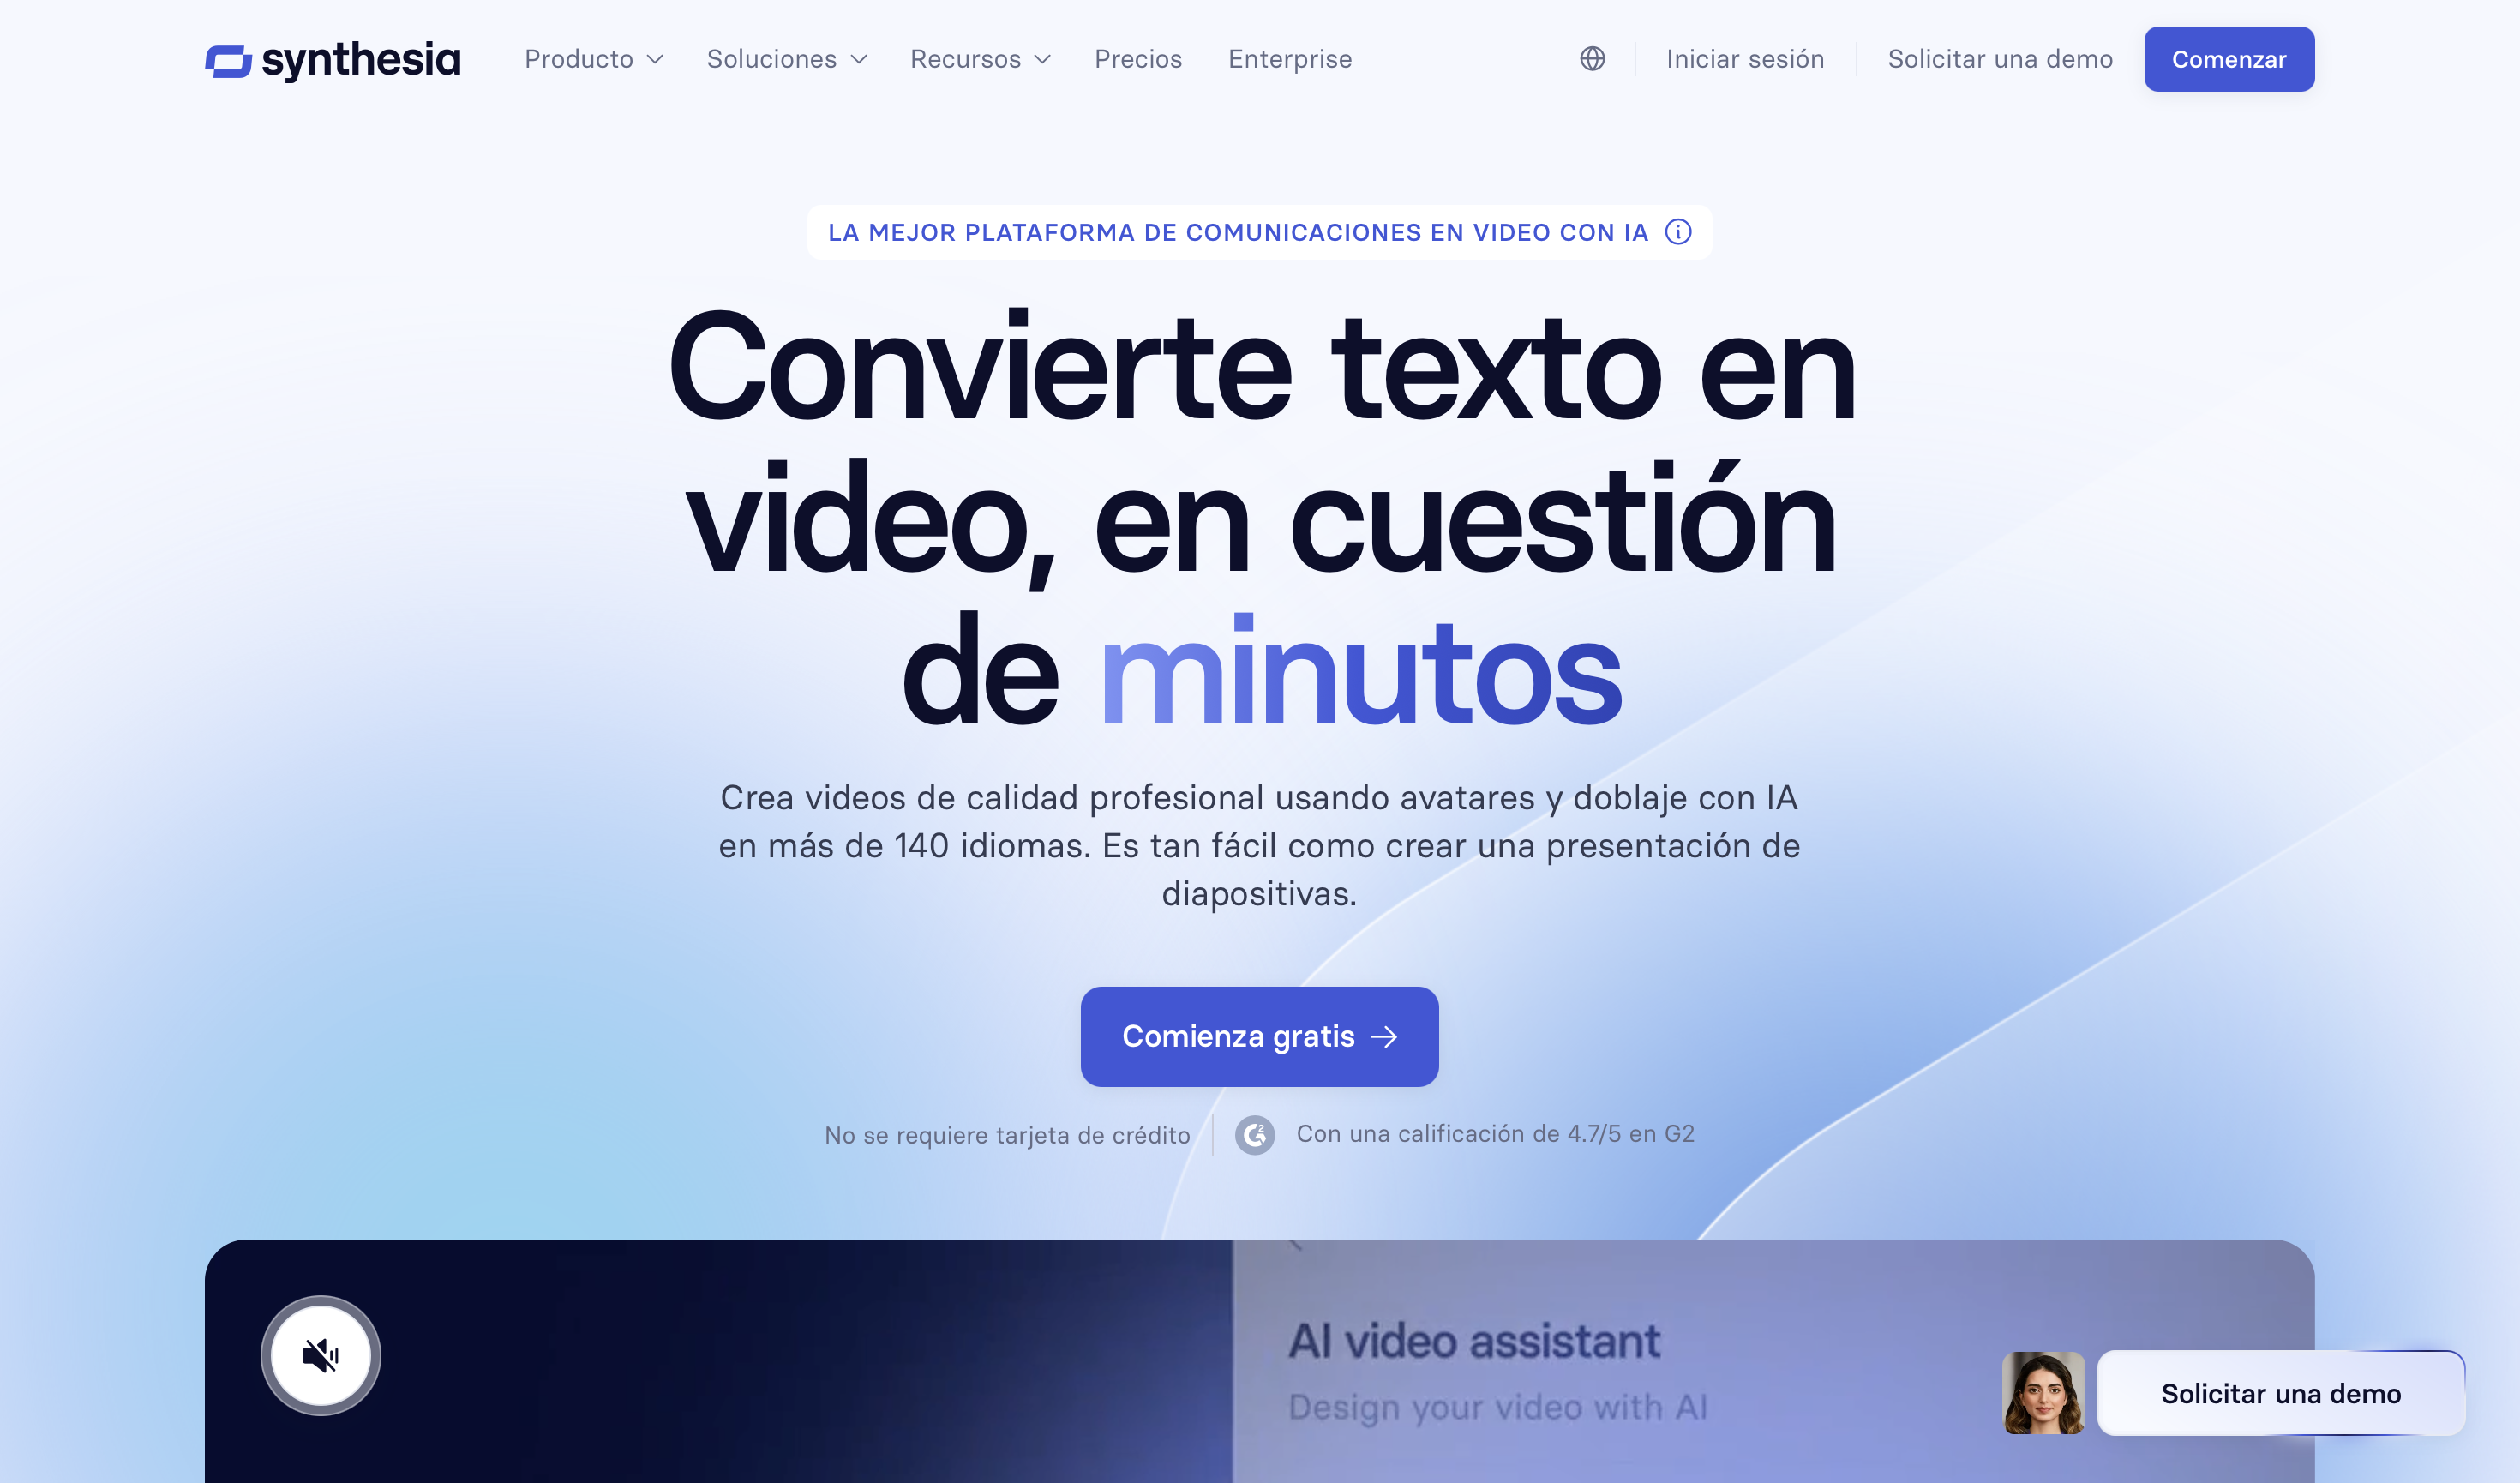 synthesia
Producto
Soluciones
Recursos
Precios
Enterprise
Iniciar sesión
Solicitar una demo
Comenzar
LA MEJOR PLATAFORMA DE COMUNICACIONES EN VIDEO CON IA
Convierte texto en
video, en cuestión
de minutos
Crea videos de calidad profesional usando avatares y doblaje con IA
en más de 140 idiomas. Es tan fácil como crear una presentación de
diapositivas.
Comienza gratis
No se requiere tarjeta de crédito
G2
Con una calificación de 4.7/5 en G2
AI video assistant
Design your video with AI
Solicitar una demo